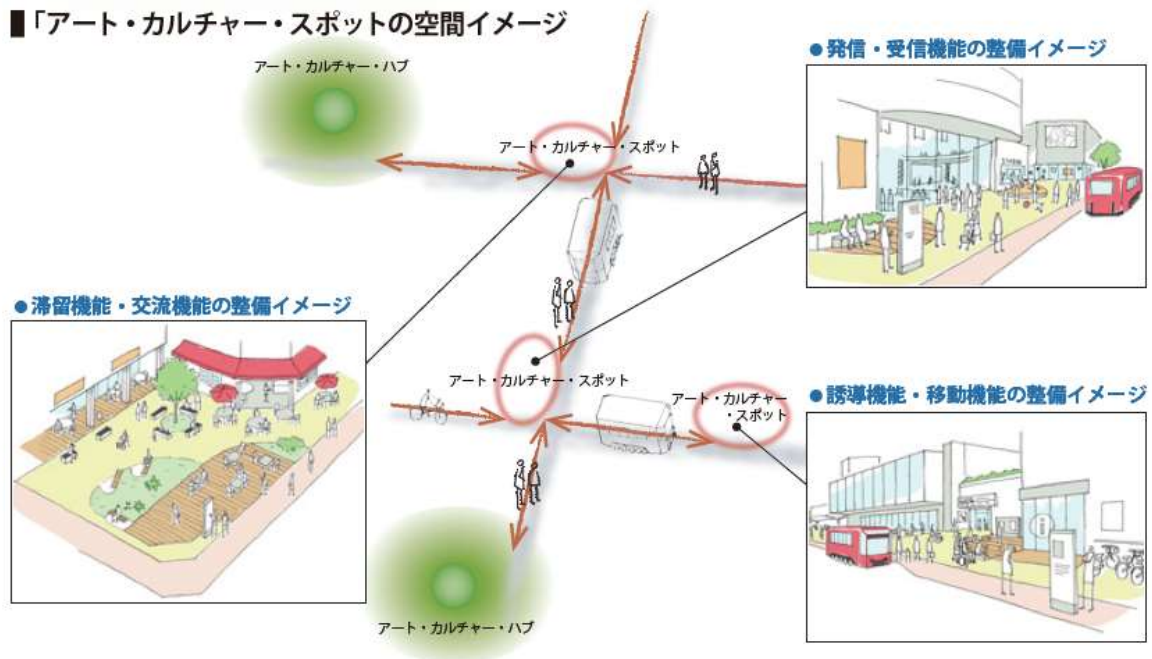 ■「アート・カルチャー・スポットの空間イメージ
アート・カルチャー・ハブ
●発信・受信機能の整備イメージ
アート・カルチャー・スポット
●滞留機能・交流機能の整備イメージ
アート・カルチャー・スポット
アート・カルチャー
・スポット
●誘導機能・移動機能の整備イメージ
アート・カルチャー・ハブ